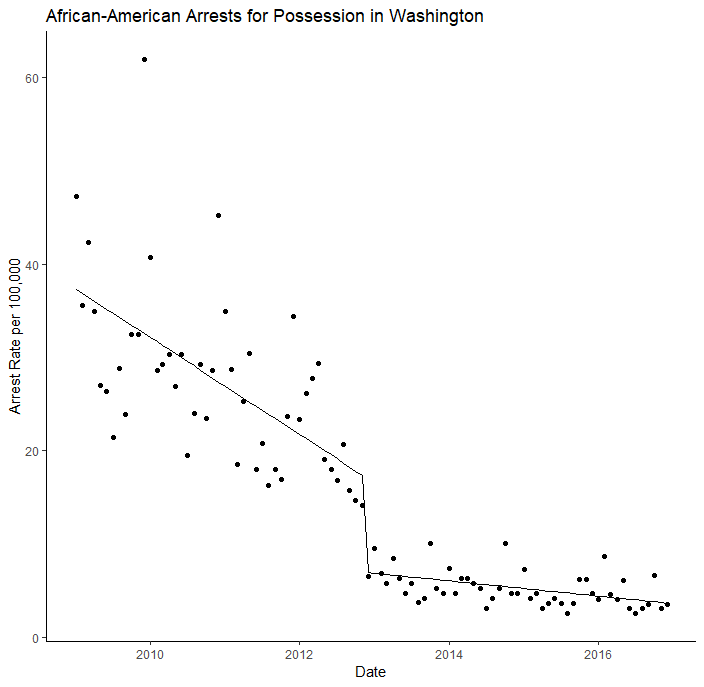 African-American Arrests for Possession in Washington
60
40
20
0
Arrest Rate per 100,000
2010
2012
2014
2016
Date